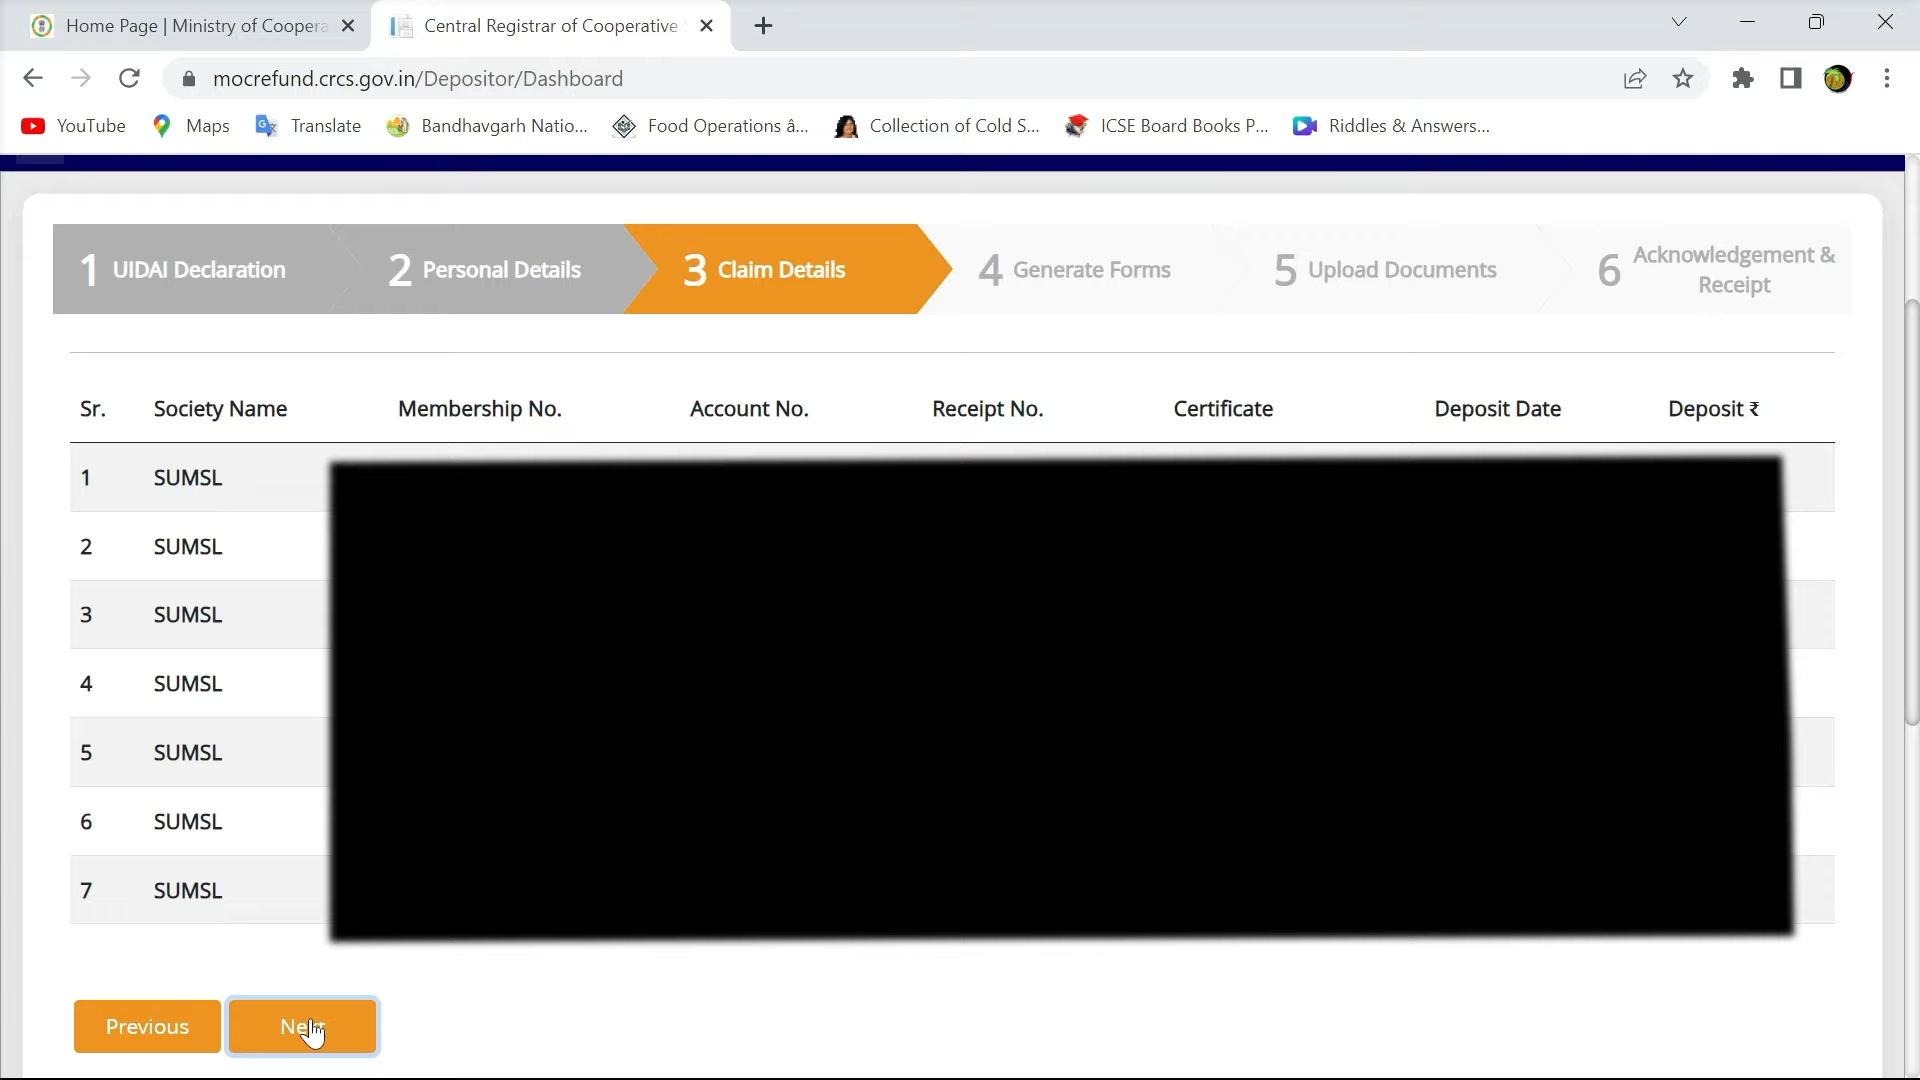 Home Page | Ministry of Coopera
Central Registrar of Cooperative
mocrefund.crcs.gov.in/Depositor/Dashboard
YouTube Maps Translate Bandhavgarh Natio... Food Operations â... Collection of Cold S... ICSE Board Books P... Riddles & Answers...
1 UIDAI Declaration
2 Personal Details
3 Claim Details
4 Generate Forms
5 Upload Documents
6 Acknowledgement &
Receipt
Sr. Society Name Membership No. Account No. Receipt No. Certificate Deposit Date Deposit ₹
1 SUMSL
2 SUMSL
3 SUMSL
4 SUMSL
5 SUMSL
6 SUMSL
7 SUMSL
Previous Next